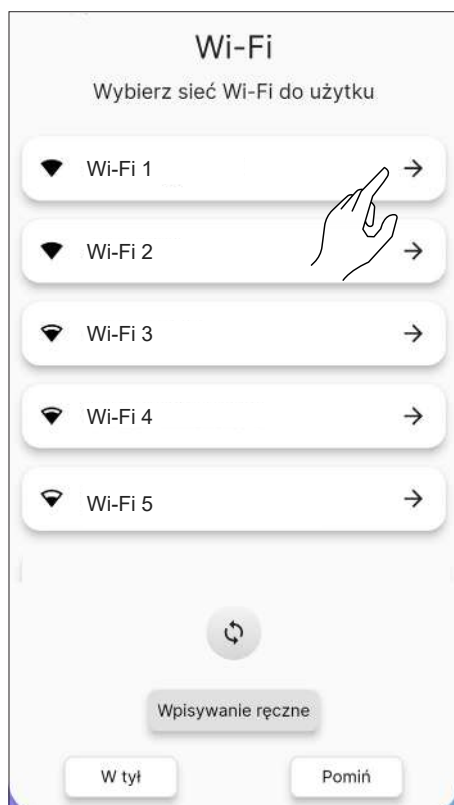 Wi-Fi
Wybierz sieć Wi-Fi do użytku
Wi-Fi 1
Wi-Fi 2
Wi-Fi 3
Wi-Fi 4
Wi-Fi 5
Wpisywanie ręczne
W tył
Pomiń